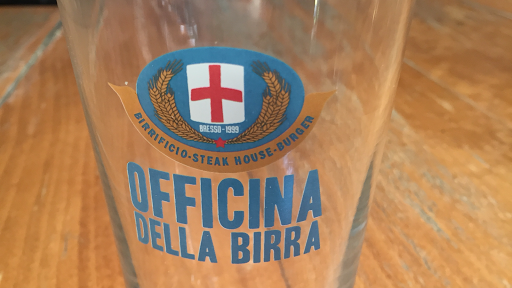 BRESSO - 1999
BIRRIFICIO-STEAK HOUSE-BURGER
OFFICINA
DELLA BIRRA